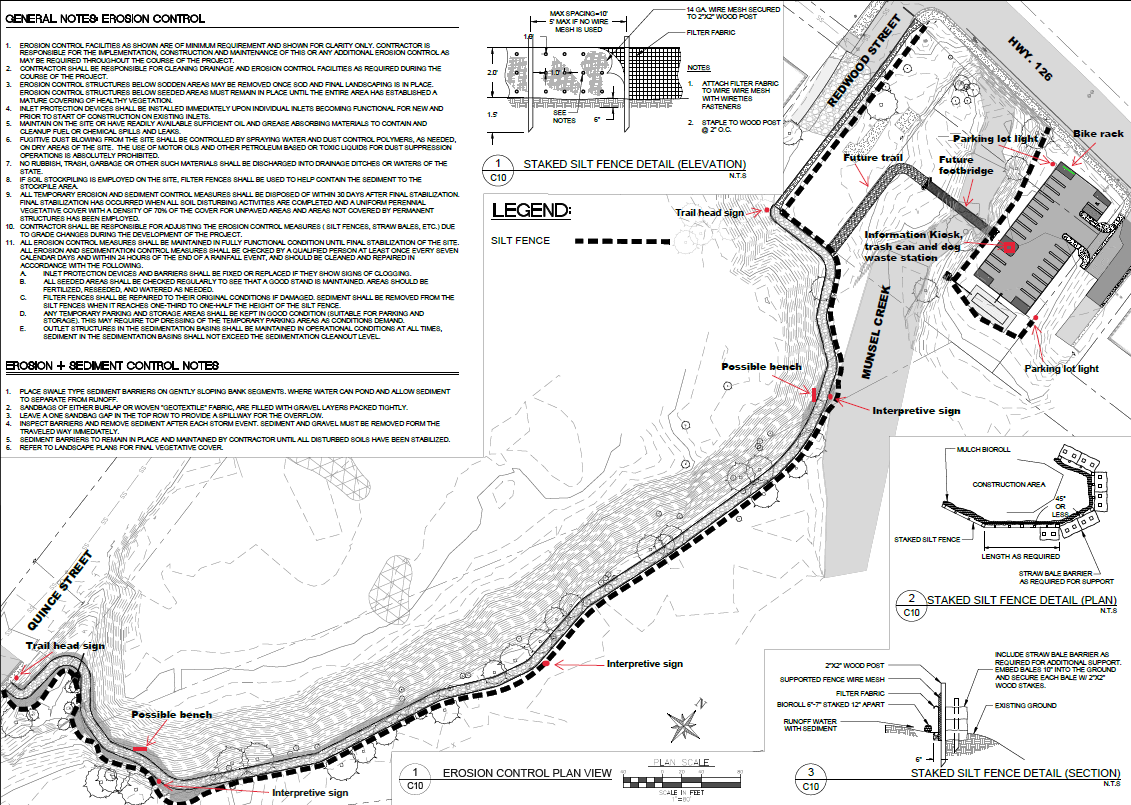 GENERAL NOTES: EROSION CONTROL
1. EROSION CONTROL FACILITIES AS SHOWN ARE OF MINIMUM REQUIREMENT AND SHOWN FOR CLARITY ONLY. CONTRACTOR IS
RESPONSIBLE FOR THE IMPLEMENTATION, CONSTRUCTION AND MAINTENANCE OF THIS OR ANY ADDITIONAL EROSION CONTROL AS
MAY BE REQUIRED THROUGHOUT THE COURSE OF THE PROJECT.
2. CONTRACTOR SHALL BE RESPONSIBLE FOR CLEANING DRAINAGE AND EROSION CONTROL FACILITIES AS REQUIRED DURING THE
COURSE OF THE PROJECT.
3. EROSION CONTROL STRUCTURES BELOW SODDEN AREAS MAY BE REMOVED ONCE SOD AND FINAL LANDSCAPING IS IN PLACE.
EROSION CONTROL STRUCTURES BELOW SEEDED AREAS MUST REMAIN IN PLACE UNTIL THE ENTIRE AREA HAS ESTABLISHED A
MATURE COVERING OF HEALTHY VEGETATION.
4. INLET PROTECTION DEVICES SHALL BE INSTALLED IMMEDIATELY UPON INDIVIDUAL INLETS BECOMING FUNCTIONAL FOR NEW AND
PRIOR TO START OF CONSTRUCTION ON EXISTING INLETS.
5. MAINTAIN ON THE SITE OR HAVE READILY AVAILABLE SUFFICIENT OIL AND GREASE ABSORBING MATERIALS TO CONTAIN AND
CLEANUP FUEL OR CHEMICAL SPILLS AND LEAKS.
6. FUGITIVE DUST BLOWING FROM THE SITE SHALL BE CONTROLLED BY SPRAYING WATER AND DUST CONTROL POLYMERS, AS NEEDED,
ON DRY AREAS OF THE SITE. THE USE OF MOTOR OILS AND OTHER PETROLEUM BASED OR TOXIC LIQUIDS FOR DUST SUPPRESSION
OPERATIONS IS ABSOLUTELY PROHIBITED.
7. NO RUBBISH, TRASH, GARBAGE OR OTHER SUCH MATERIALS SHALL BE DISCHARGED INTO DRAINAGE DITCHES OR WATERS OF THE
STATE.
8. IF SOIL STOCKPILING IS EMPLOYED ON THE SITE, FILTER FENCES SHALL BE USED TO HELP CONTAIN THE SEDIMENT TO THE
STOCKPILE AREA.
9. ALL TEMPORARY EROSION AND SEDIMENT CONTROL MEASURES SHALL BE DISPOSED OF WITHIN 30 DAYS AFTER FINAL STABILIZATION.
FINAL STABILIZATION HAS OCCURRED WHEN ALL SOIL DISTURBING ACTIVITIES ARE COMPLETED AND A UNIFORM PERENNIAL
VEGETATIVE COVER WITH A DENSITY OF 70% OF THE COVER FOR UNPAVED AREAS AND AREAS NOT COVERED BY PERMANENT
STRUCTURES HAS BEEN EMPLOYED.
10. CONTRACTOR SHALL BE RESPONSIBLE FOR ADJUSTING THE EROSION CONTROL MEASURES ( SILT FENCES, STRAW BALES, ETC.) DUE
TO GRADE CHANGES DURING THE DEVELOPMENT OF THE PROJECT.
11. ALL EROSION CONTROL MEASURES SHALL BE MAINTAINED IN FULLY FUNCTIONAL CONDITION UNTIL FINAL STABILIZATION OF THE SITE.
ALL EROSION AND SEDIMENTATION CONTROL MEASURES SHALL BE CHECKED BY A QUALIFIED PERSON AT LEAST ONCE EVERY SEVEN
CALENDAR DAYS AND WITHIN 24 HOURS OF THE END OF A RAINFALL EVENT, AND SHOULD BE CLEANED AND REPAIRED IN
ACCORDANCE WITH THE FOLLOWING.
A. INLET PROTECTION DEVICES AND BARRIERS SHALL BE FIXED OR REPLACED IF THEY SHOW SIGNS OF CLOGGING.
B. ALL SEEDED AREAS SHALL BE CHECKED REGULARLY TO SEE THAT A GOOD STAND IS MAINTAINED. AREAS SHOULD BE
FERTILIZED, RESEEDED, AND WATERED AS NEEDED.
C. FILTER FENCES SHALL BE REPAIRED TO THEIR ORIGINAL CONDITIONS IF DAMAGED. SEDIMENT SHALL BE REMOVED FROM THE
SILT FENCES WHEN IT REACHES ONE-THIRD TO ONE-HALF THE HEIGHT OF THE SILT FENCE.
D. ANY TEMPORARY PARKING AND STORAGE AREAS SHALL BE KEPT IN GOOD CONDITION (SUITABLE FOR PARKING AND
STORAGE). THIS MAY REQUIRE TOP DRESSING OF THE TEMPORARY PARKING AREAS AS CONDITIONS DEMAND.
E. OUTLET STRUCTURES IN THE SEDIMENTATION BASINS SHALL BE MAINTAINED IN OPERATIONAL CONDITIONS AT ALL TIMES,
SEDIMENT IN THE SEDIMENTATION BASINS SHALL NOT EXCEED THE SEDIMENTATION CLEANOUT LEVEL.
EROSION + SEDIMENT CONTROL NOTES
1. PLACE SWALE TYPE SEDIMENT BARRIERS ON GENTLY SLOPING BANK SEGMENTS. WHERE WATER CAN POND AND ALLOW SEDIMENT
TO SEPARATE FROM RUNOFF.
2. SANDBAGS OF EITHER BURLAP OR WOVEN "GEOTEXTILE" FABRIC, ARE FILLED WITH GRAVEL LAYERS PACKED TIGHTLY.
3. LEAVE A ONE SANDBAG GAP IN THE TOP ROW TO PROVIDE A SPILLWAY FOR THE OVERFLOW.
4. INSPECT BARRIERS AND REMOVE SEDIMENT AFTER EACH STORM EVENT. SEDIMENT AND GRAVEL MUST BE REMOVED FORM THE
TRAVELED WAY IMMEDIATELY.
5. SEDIMENT BARRIERS TO REMAIN IN PLACE AND MAINTAINED BY CONTRACTOR UNTIL ALL DISTURBED SOILS HAVE BEEN STABILIZED.
6. REFER TO LANDSCAPE PLANS FOR FINAL VEGETATIVE COVER.
MAX SPACING=10'
5' MAX IF NO WIRE
MESH IS USED
14 GA. WIRE MESH SECURED
TO 2"X2" WOOD POST
FILTER FABRIC
2.0'
1.0'
1.5'
6"
SEE
NOTES
NOTES
1. ATTACH FILTER FABRIC
TO WIRE WIRE MESH
WITH WIRETIES
FASTENERS
2. STAPLE TO WOOD POST
@ 2" O.C.
1
C10
STAKED SILT FENCE DETAIL (ELEVATION)
N.T.S
LEGEND:
SILT FENCE
REDWOOD STREET
HWY. 126
Parking lot light
Bike rack
Future trail
Future
footbridge
Trail head sign
Information Kiosk,
trash can and dog
waste station
MUNSEL CREEK
Parking lot light
Possible bench
Interpretive sign
MULCH BIOROLL
CONSTRUCTION AREA
45°
OR
LESS
STAKED SILT FENCE
LENGTH AS REQUIRED
STRAW BALE BARRIER
AS REQUIRED FOR SUPPORT
2
C10
STAKED SILT FENCE DETAIL (PLAN)
N.T.S
QUINCE STREET
Trail head sign
Possible bench
Interpretive sign
Interpretive sign
N
1
C10
EROSION CONTROL PLAN VIEW
PLAN SCALE
SCALE IN FEET
1"=60'
2"X2" WOOD POST
SUPPORTED FENCE WIRE MESH
FILTER FABRIC
BIOROLL 6"-7" STAKED 12" APART
RUNOFF WATER
WITH SEDIMENT
6"
INCLUDE STRAW BALE BARRIER AS
REQUIRED FOR ADDITIONAL SUPPORT.
EMBED BALES 10" INTO THE GROUND
AND SECURE EACH BALE W/ 2"X2"
WOOD STAKES.
EXISTING GROUND
3
C10
STAKED SILT FENCE DETAIL (SECTION)
N.T.S